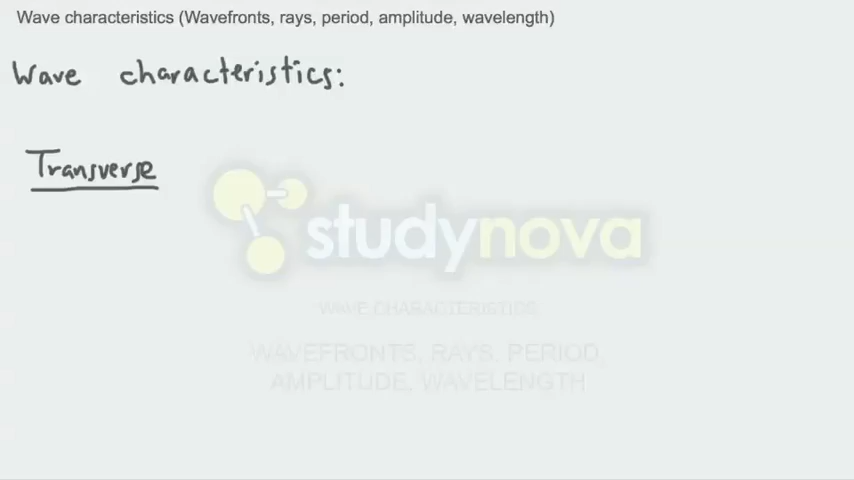 Wave characteristics (Wavefronts, rays, period, amplitude, wavelength)
Wave characteristics:
Transverse
studynova
WAVE CHARACTERISTICS
WAVEFRONTS, RAYS, PERIOD,
AMPLITUDE, WAVELENGTH